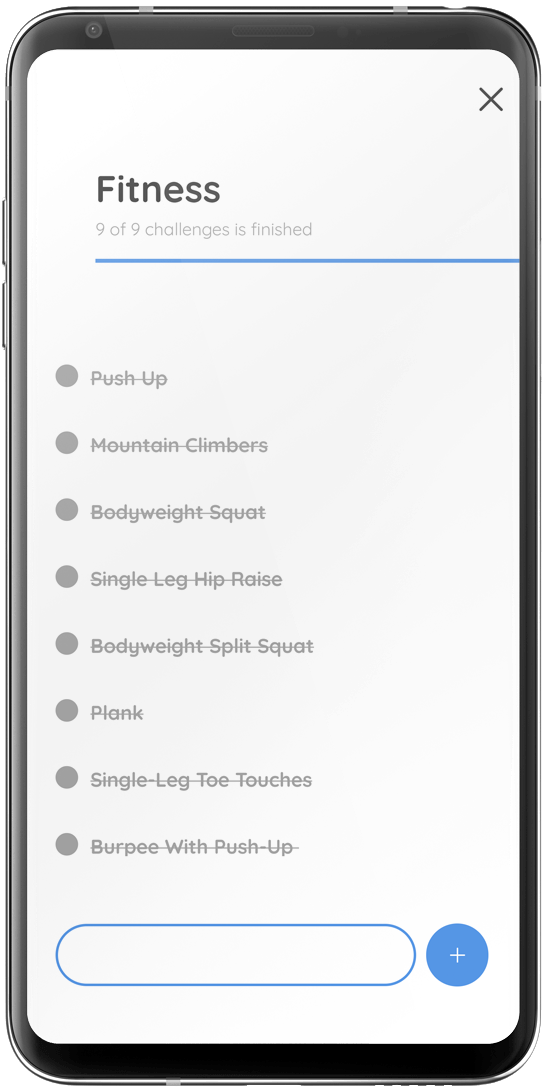 Fitness
9 of 9 challenges is finished
Push Up
Mountain Climbers
Bodyweight Squat
Single Leg Hip Raise
Bodyweight Split Squat
Plank
Single-Leg Toe Touches
Burpee With Push-Up
+